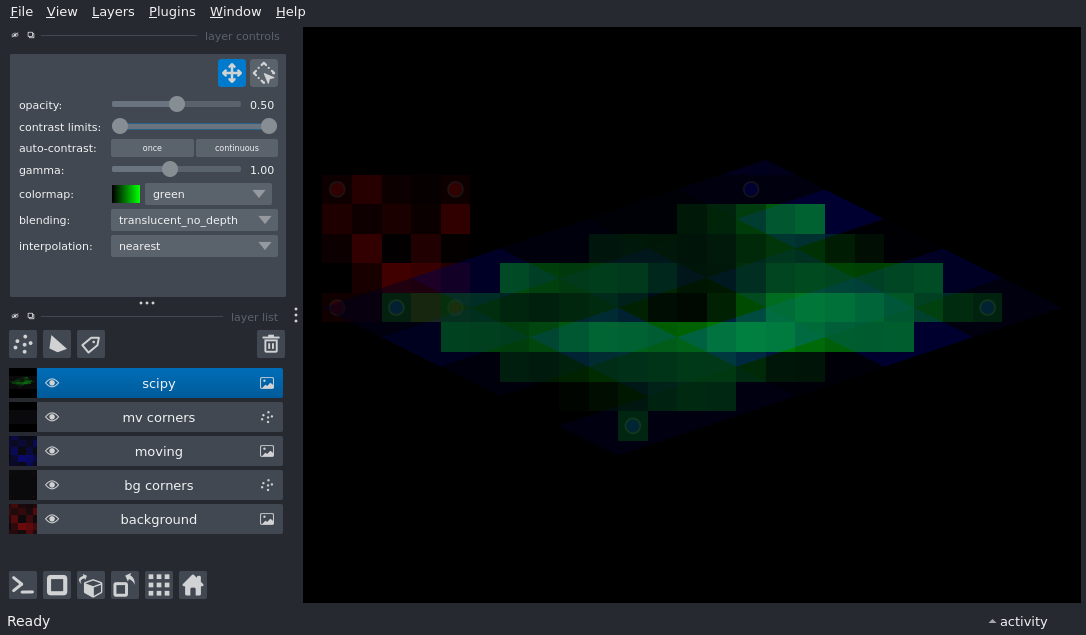 File View Layers Plugins Window Help
layer controls
opacity: 0.50
contrast limits:
auto-contrast: once continuous
gamma: 1.00
colormap: green
blending: translucent_no_depth
interpolation: nearest
layer list
scipy
mv corners
moving
bg corners
background
Ready
activity